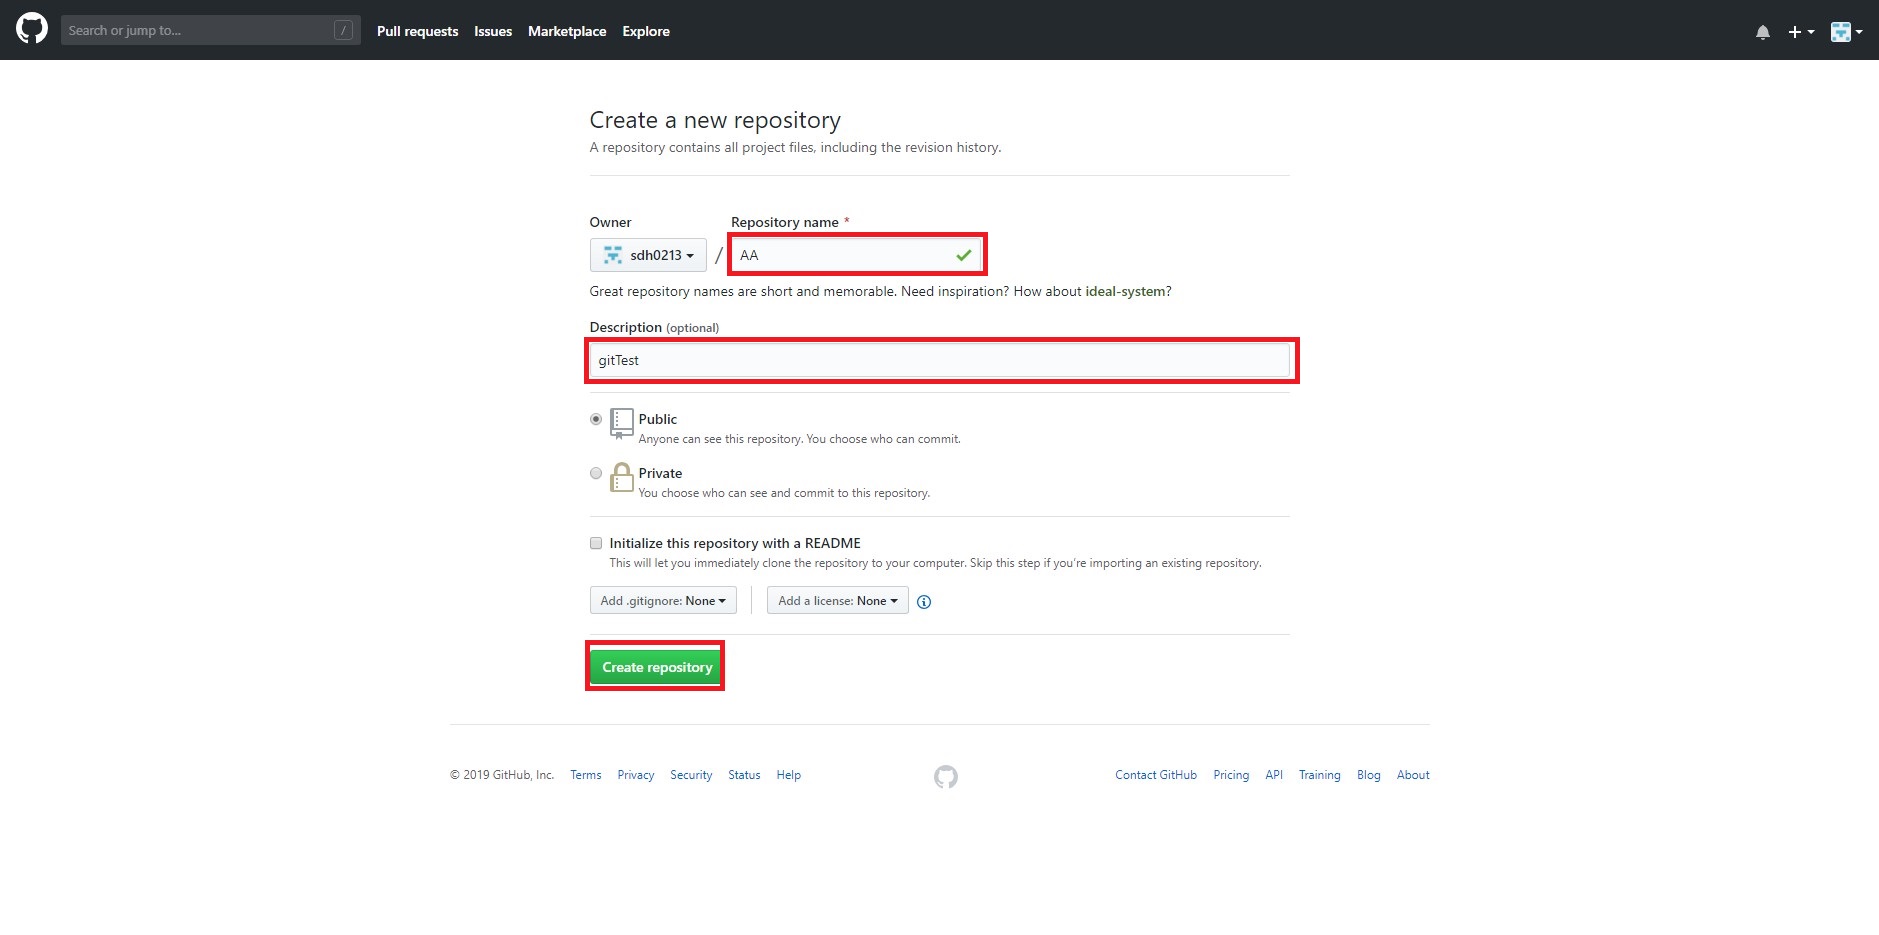 Search or jump to... / Pull requests Issues Marketplace Explore
Create a new repository
A repository contains all project files, including the revision history.
Owner Repository name *
sdh0213 / AA
Great repository names are short and memorable. Need inspiration? How about ideal-system?
Description (optional)
gitTest
Public
Anyone can see this repository. You choose who can commit.
Private
You choose who can see and commit to this repository.
Initialize this repository with a README
This will let you immediately clone the repository to your computer. Skip this step if you're importing an existing repository.
Add .gitignore: None Add a license: None
Create repository
© 2019 GitHub, Inc. Terms Privacy Security Status Help Contact GitHub Pricing API Training Blog About